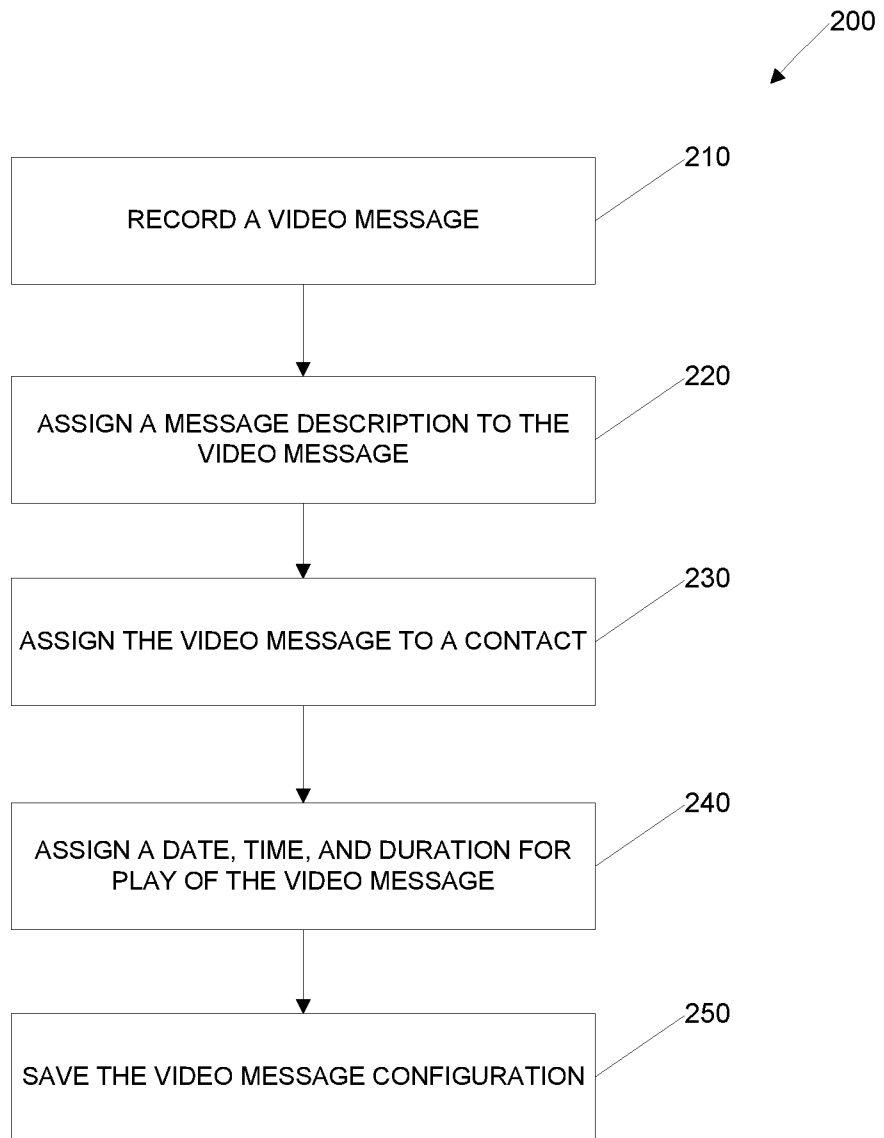 200
210
RECORD A VIDEO MESSAGE
220
ASSIGN A MESSAGE DESCRIPTION TO THE
VIDEO MESSAGE
230
ASSIGN THE VIDEO MESSAGE TO A CONTACT
240
ASSIGN A DATE, TIME, AND DURATION FOR
PLAY OF THE VIDEO MESSAGE
250
SAVE THE VIDEO MESSAGE CONFIGURATION